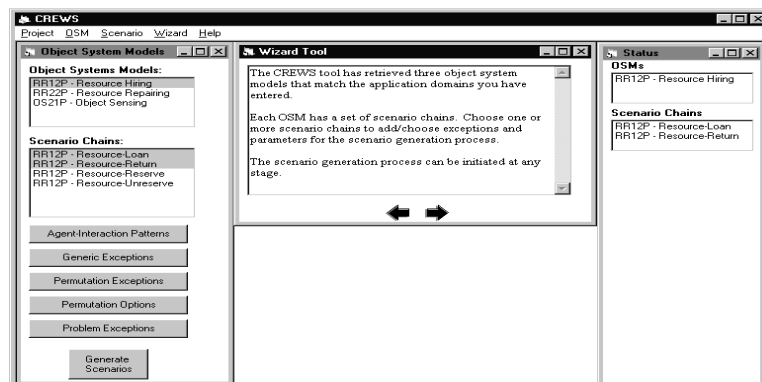 CREWS
Project OSM Scenario Wizard Help
Object System Models
Object Systems Models:
RR12P - Resource Hiring
RR22P - Resource Repairing
OS21P - Object Sensing
Scenario Chains:
RR12P - Resource-Loan
RR12P - Resource-Return
RR12P - Resource-Reserve
RR12P - Resource-Unreserve
Agent-Interaction Patterns
Generic Exceptions
Permutation Exceptions
Permutation Options
Problem Exceptions
Generate
Scenarios
Wizard Tool
The CREWS tool has retrieved three object system
models that match the application domains you have
entered.
Each OSM has a set of scenario chains. Choose one or
more scenario chains to add/choose exceptions and
parameters for the scenario generation process.
The scenario generation process can be initiated at any
stage.
Status
OSMs
RR12P - Resource Hiring
Scenario Chains
RR12P - Resource-Loan
RR12P - Resource-Return